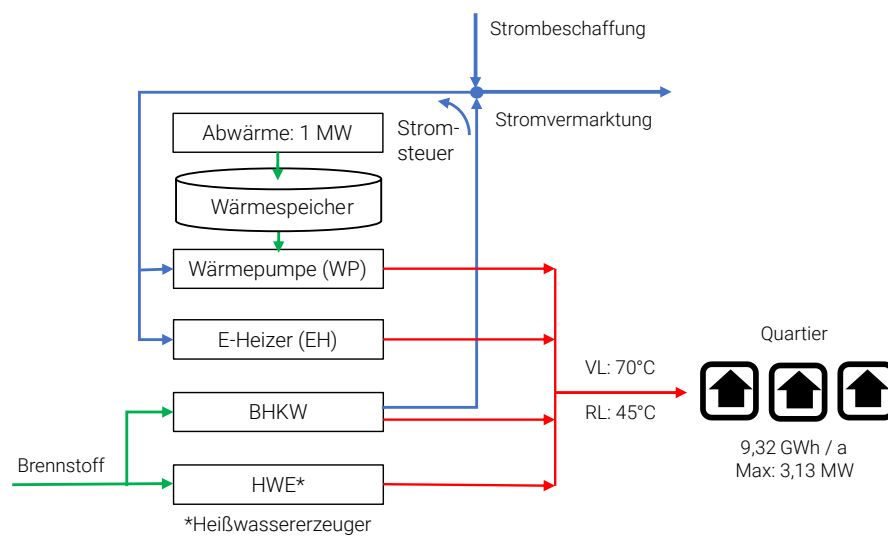 Strombeschaffung
Stromvermarktung
Strom-
steuer
Abwärme: 1 MW
Wärmespeicher
Wärmepumpe (WP)
E-Heizer (EH)
Quartier
VL: 70°C
RL: 45°C
BHKW
9,32 GWh / a
Max: 3,13 MW
Brennstoff
HWE*
*Heißwassererzeuger